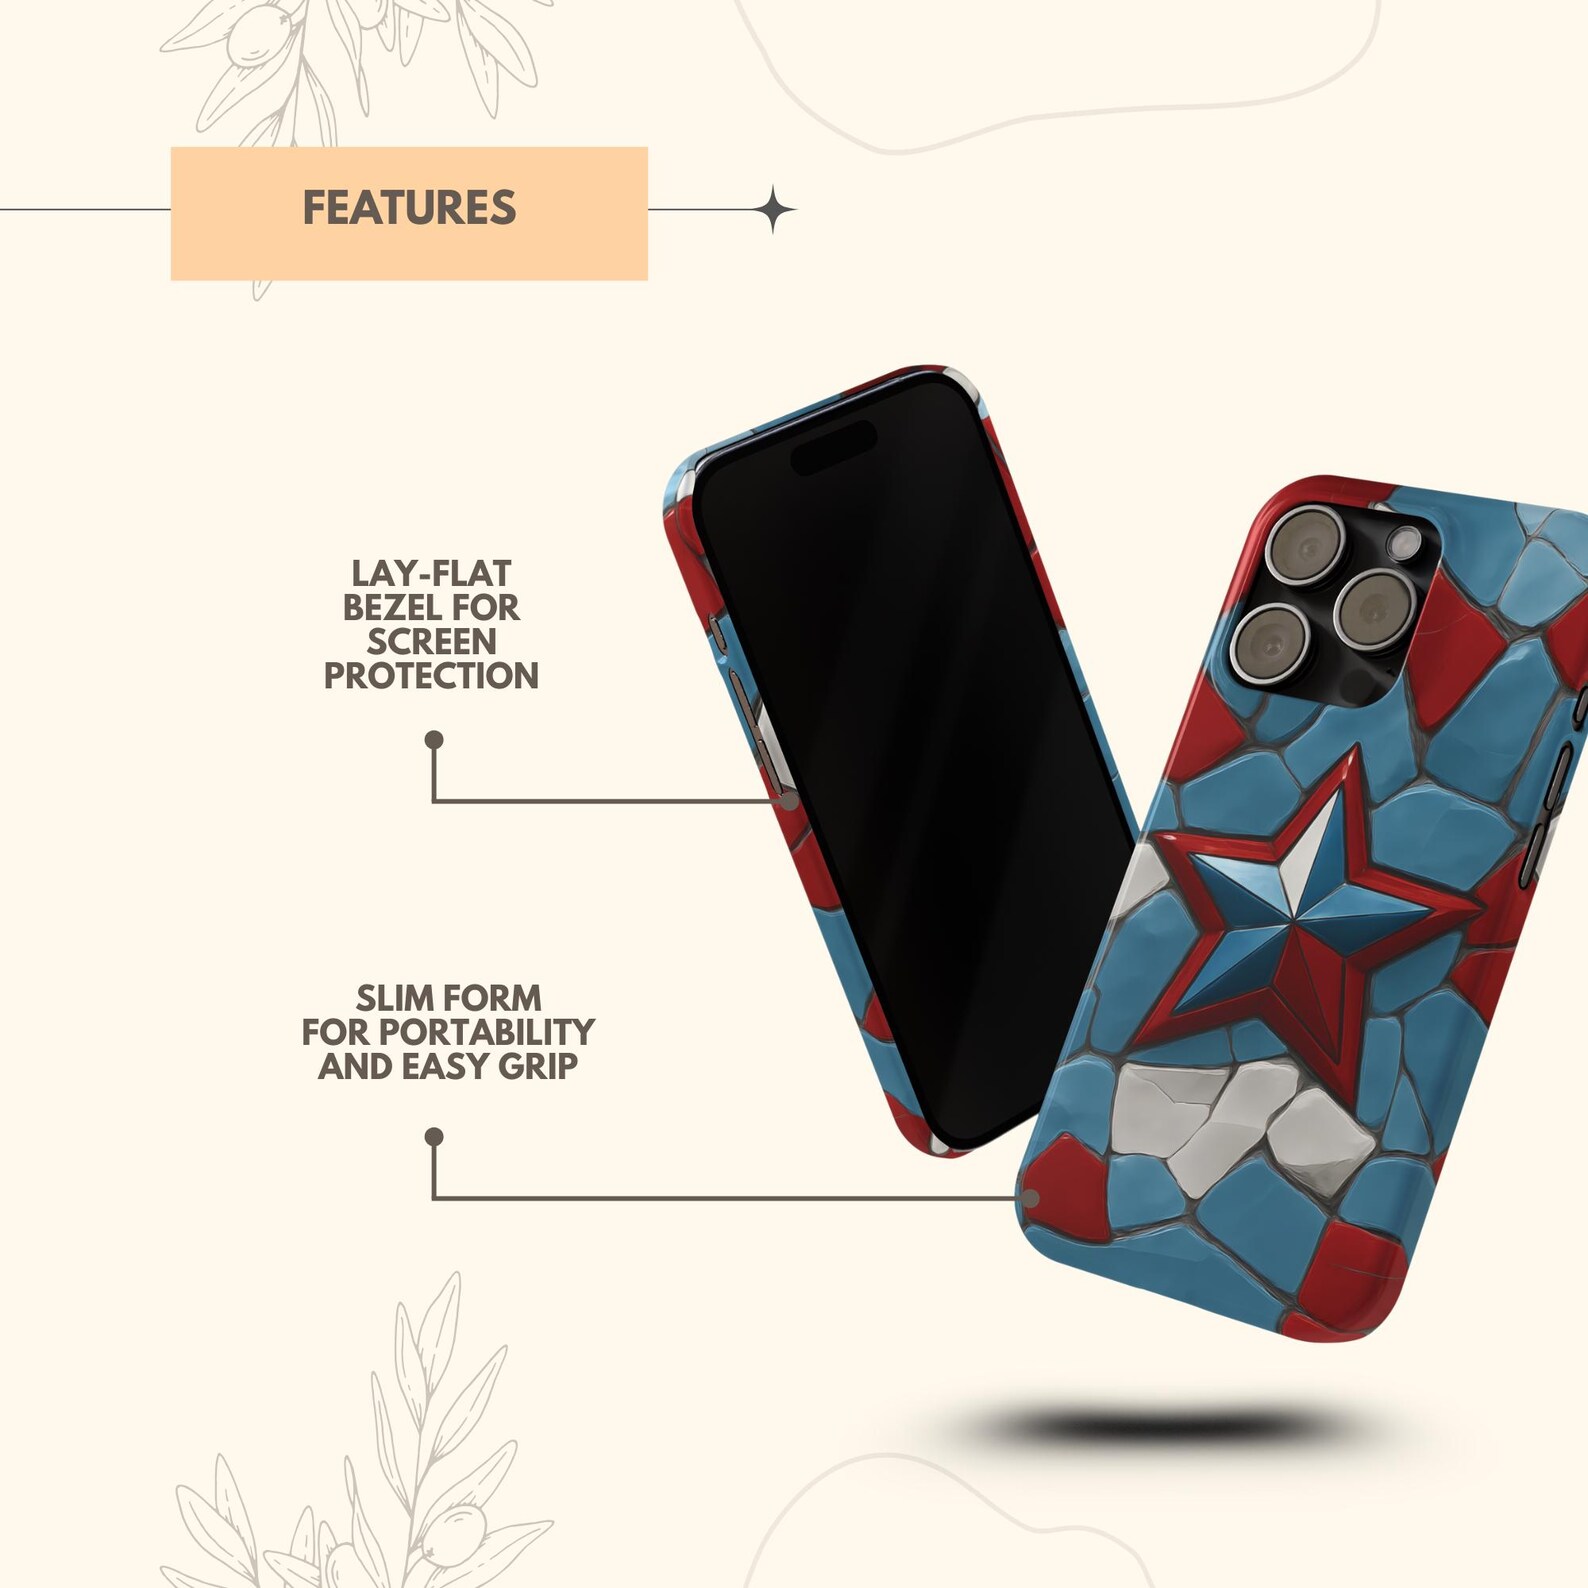 FEATURES
LAY-FLAT
BEZEL FOR
SCREEN
PROTECTION
SLIM FORM
FOR PORTABILITY
AND EASY GRIP